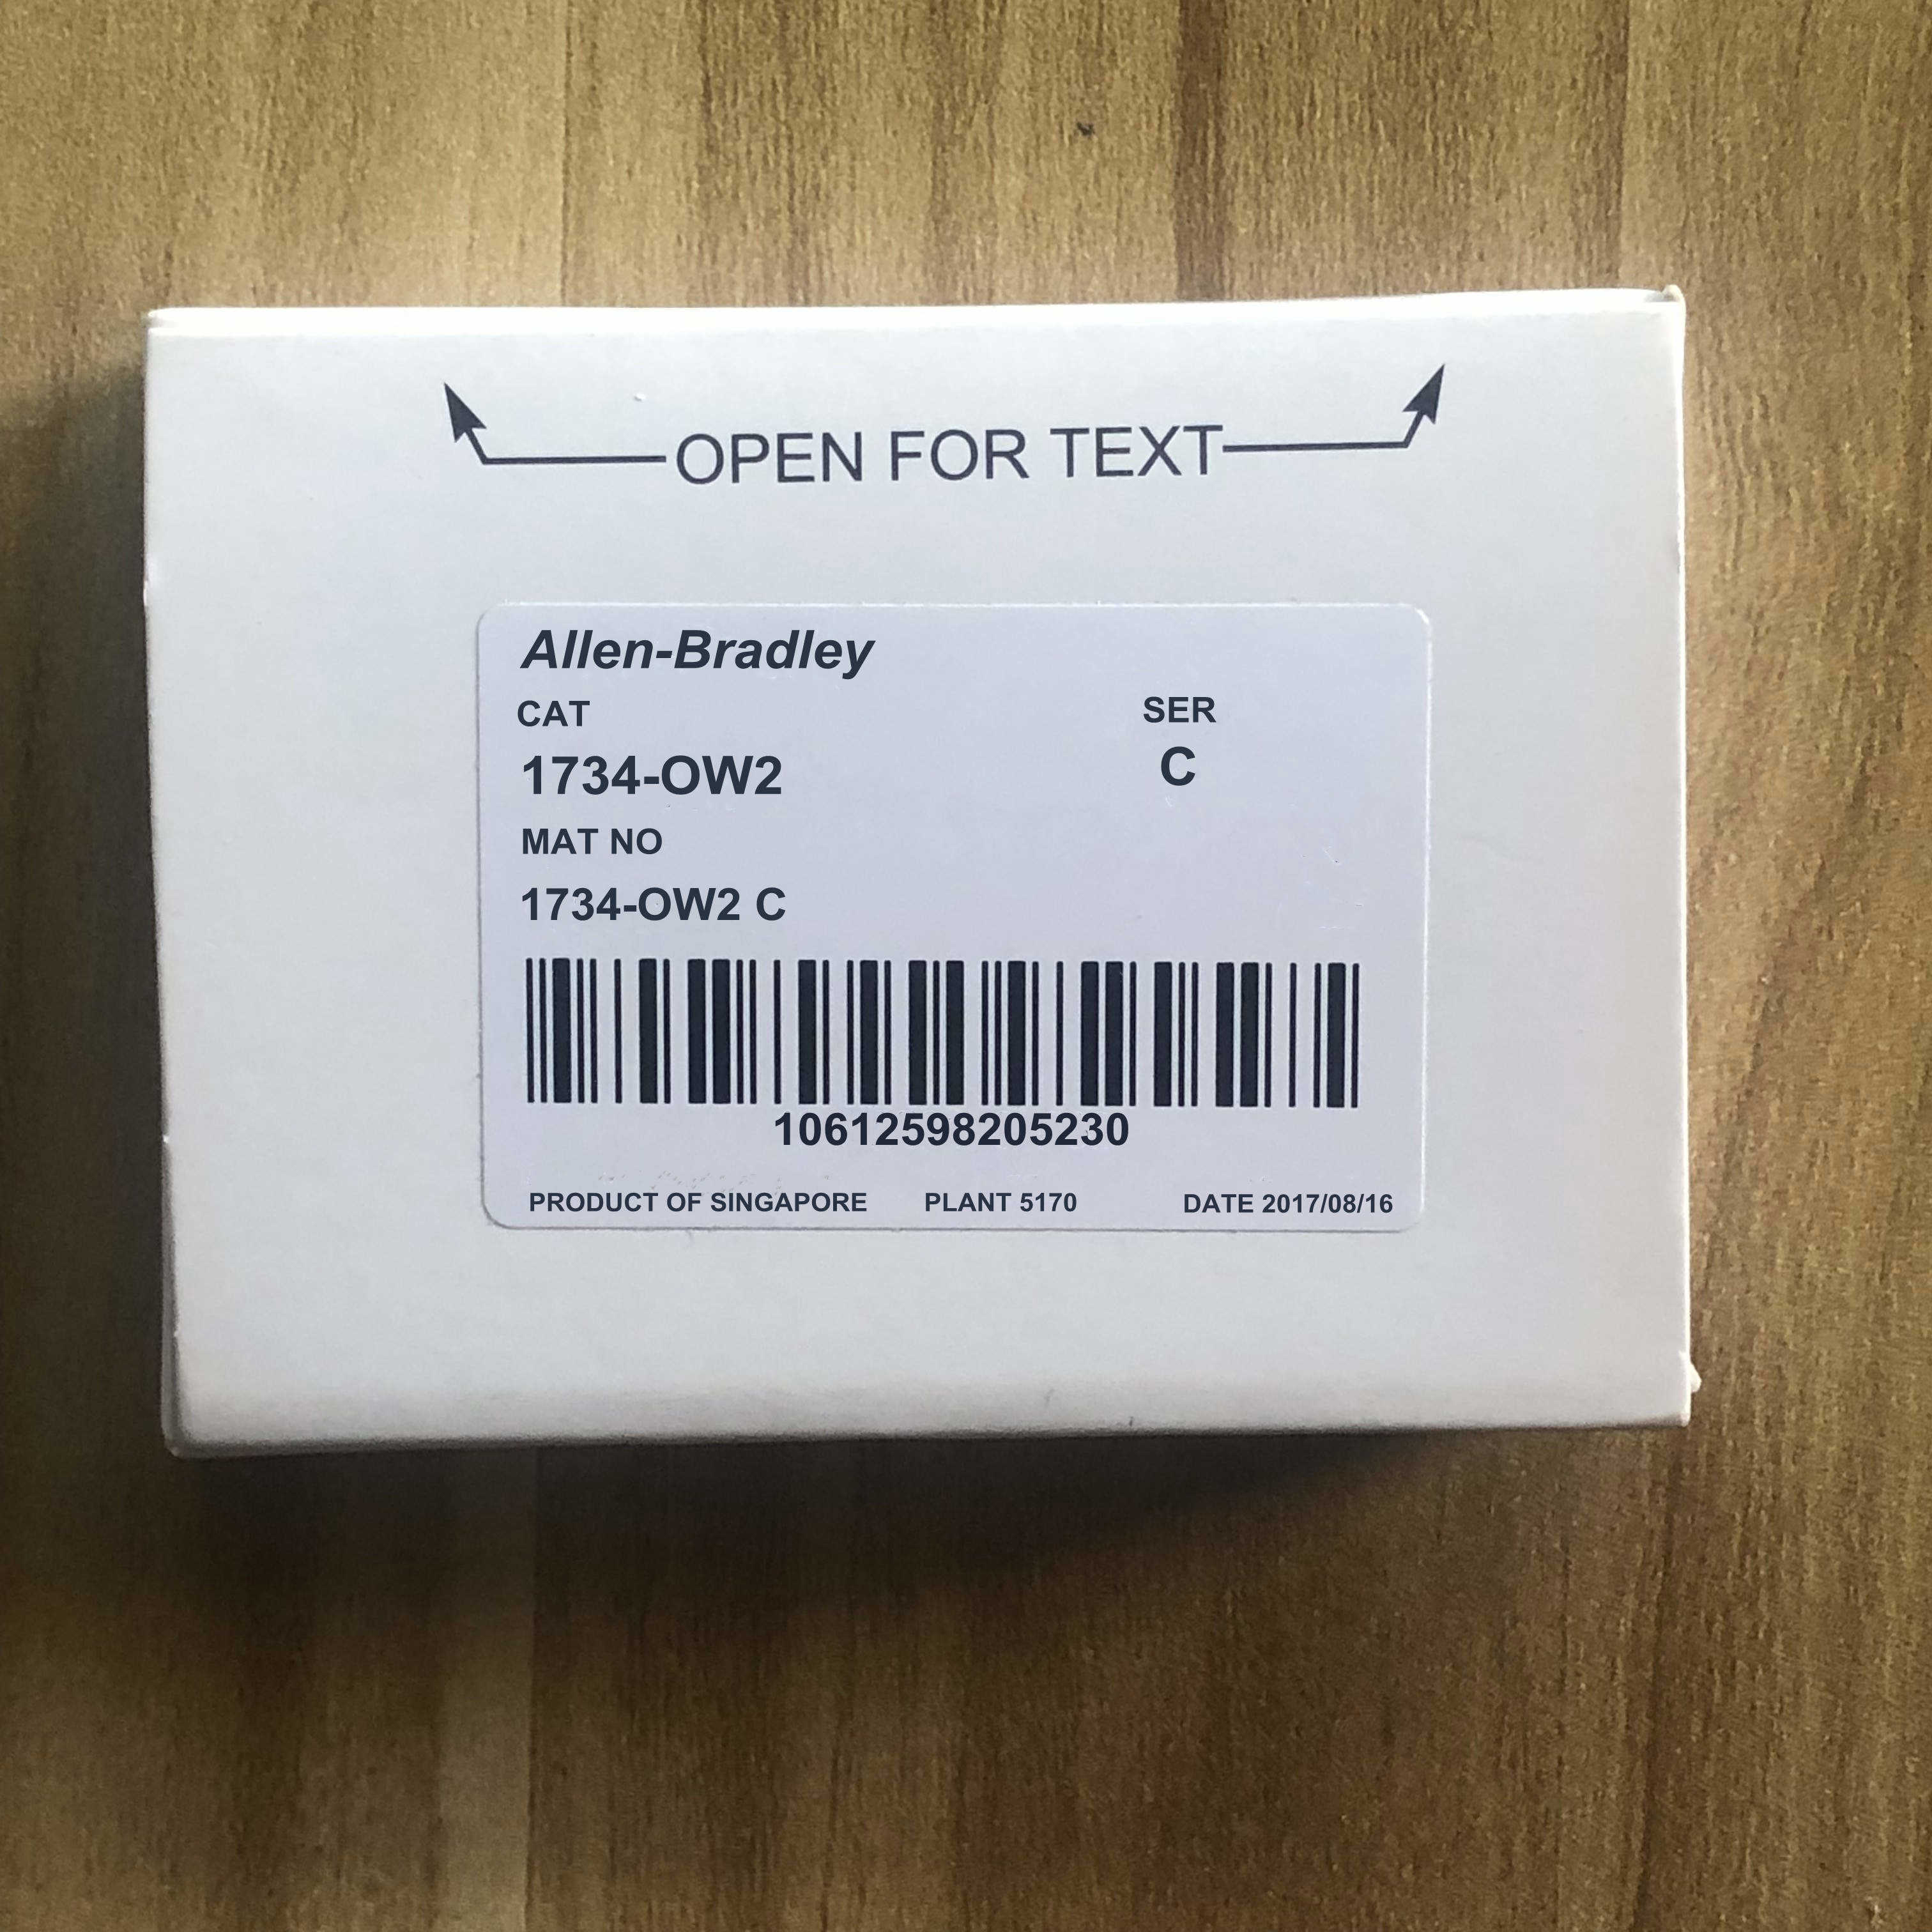 OPEN FOR TEXT
Allen-Bradley
CAT SER
1734-OW2 C
MAT NO
1734-OW2 C
10612598205230
PRODUCT OF SINGAPORE PLANT 5170 DATE 2017/08/16